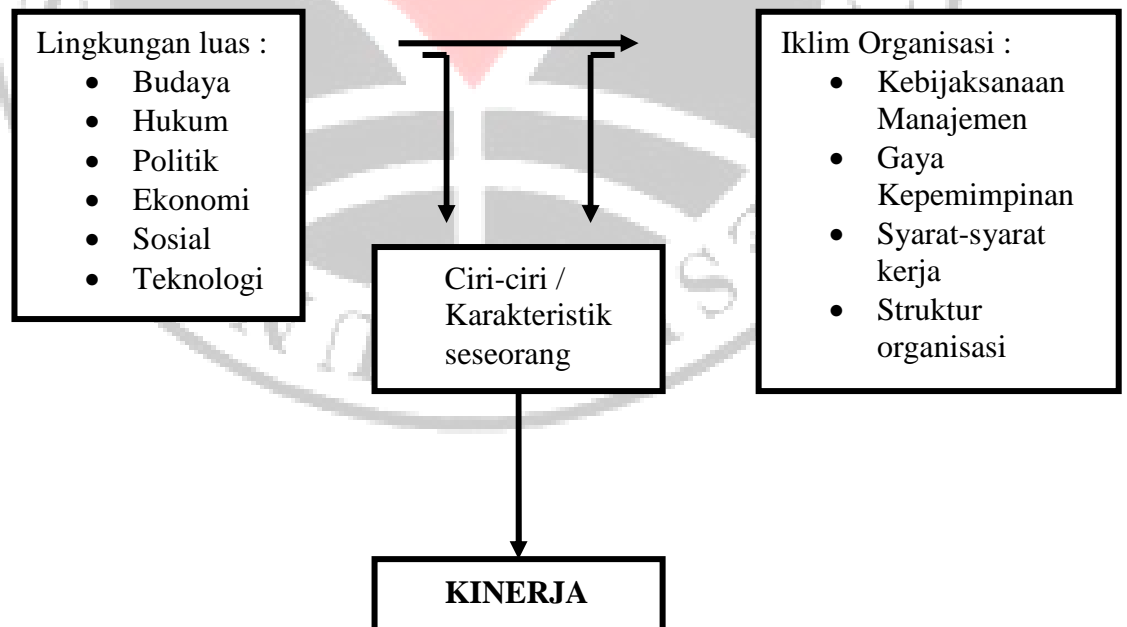 Lingkungan luas :
• Budaya
• Hukum
• Politik
• Ekonomi
• Sosial
• Teknologi
Iklim Organisasi :
• Kebijaksanaan
Manajemen
• Gaya
Kepemimpinan
• Syarat-syarat
kerja
• Struktur
organisasi
Ciri-ciri /
Karakteristik
seseorang
KINERJA